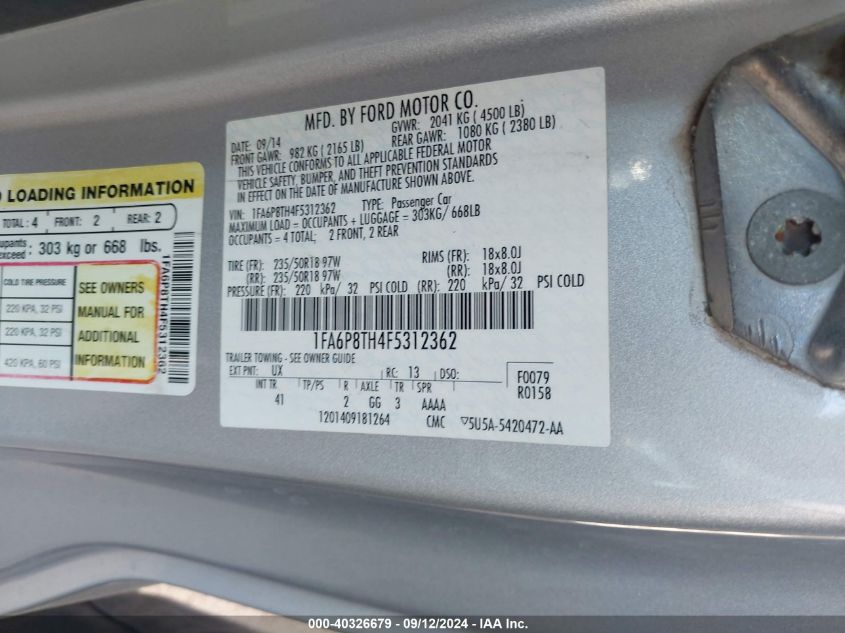 MFD. BY FORD MOTOR CO.
DATE: 09/14 GVWR: 2041 KG ( 4500 LB)
FRONT GAWR: 982 KG ( 2165 LB) REAR GAWR: 1080 KG ( 2380 LB)
THIS VEHICLE CONFORMS TO ALL APPLICABLE FEDERAL MOTOR
VEHICLE SAFETY, BUMPER, AND THEFT PREVENTION STANDARDS
IN EFFECT ON THE DATE OF MANUFACTURE SHOWN ABOVE.
VIN: 1FA6P8TH4F5312362 TYPE: Passenger Car
MAXIMUM LOAD = OCCUPANTS + LUGGAGE = 303KG/ 668LB
OCCUPANTS = 4 TOTAL; 2 FRONT, 2 REAR
TIRE (FR): 235/50R18 97W RIMS (FR): 18x8.0J
(RR): 235/50R18 97W (RR): 18x8.0J
PRESSURE (FR): 220 kPa/ 32 PSI COLD (RR): 220 kPa/ 32 PSI COLD
1FA6P8TH4F5312362
TRAILER TOWING - SEE OWNER GUIDE
EXT PNT: UX RC: 13 DSO: F0079
INT TR TP/PS R AXLE TR SPR R0158
41 2 GG 3 AAAA
1201409181264 CMC ▽5U5A-5420472-AA
LOADING INFORMATION
TOTAL: 4 FRONT: 2 REAR: 2
303 kg or 668 lbs.
COLD TIRE PRESSURE
220 KPA, 32 PSI
220 KPA, 32 PSI
420 KPA, 60 PSI
SEE OWNERS
MANUAL FOR
ADDITIONAL
INFORMATION
1FA6P8TH4F5312362
000-40326679 - 09/12/2024 - IAA Inc.